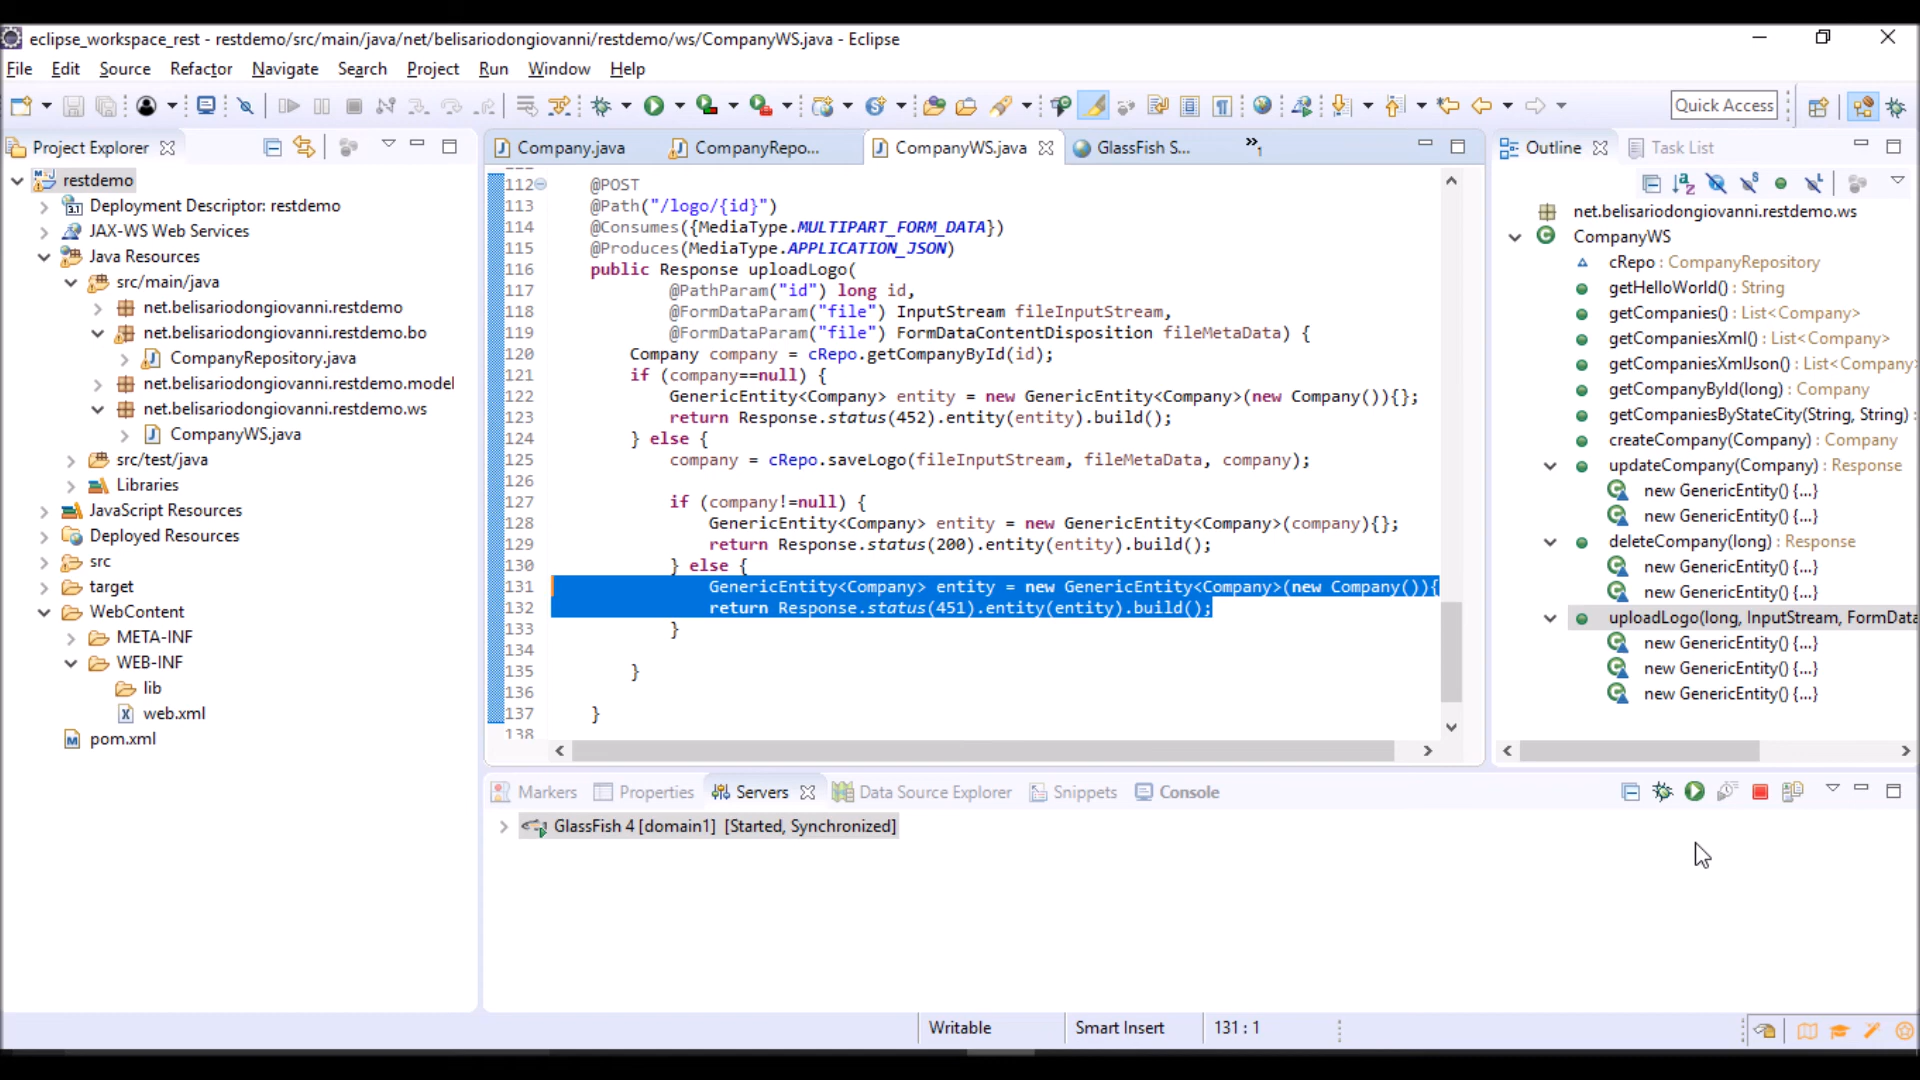 eclipse_workspace_rest - restdemo/src/main/java/net/belisariodongiovanni/restdemo/ws/CompanyWS.java - Eclipse
File Edit Source Refactor Navigate Search Project Run Window Help
Quick Access
Project Explorer
restdemo
Deployment Descriptor: restdemo
JAX-WS Web Services
Java Resources
src/main/java
net.belisariodongiovanni.restdemo
net.belisariodongiovanni.restdemo.bo
CompanyRepository.java
net.belisariodongiovanni.restdemo.model
net.belisariodongiovanni.restdemo.ws
CompanyWS.java
src/test/java
Libraries
JavaScript Resources
Deployed Resources
src
target
WebContent
META-INF
WEB-INF
lib
web.xml
pom.xml
Company.java CompanyRepo... CompanyWS.java GlassFish S... »1
112 @POST
113 @Path("/logo/{id}")
114 @Consumes({MediaType.MULTIPART_FORM_DATA})
115 @Produces(MediaType.APPLICATION_JSON)
116 public Response uploadLogo(
117 @PathParam("id") long id,
118 @FormDataParam("file") InputStream fileInputStream,
119 @FormDataParam("file") FormDataContentDisposition fileMetaData) {
120 Company company = cRepo.getCompanyById(id);
121 if (company==null) {
122 GenericEntity<Company> entity = new GenericEntity<Company>(new Company()){};
123 return Response.status(452).entity(entity).build();
124 } else {
125 company = cRepo.saveLogo(fileInputStream, fileMetaData, company);
126
127 if (company!=null) {
128 GenericEntity<Company> entity = new GenericEntity<Company>(company){};
129 return Response.status(200).entity(entity).build();
130 } else {
131 GenericEntity<Company> entity = new GenericEntity<Company>(new Company()){
132 return Response.status(451).entity(entity).build();
133 }
134
135 }
136
137 }
138
Outline Task List
net.belisariodongiovanni.restdemo.ws
CompanyWS
cRepo : CompanyRepository
getHelloWorld() : String
getCompanies() : List<Company>
getCompaniesXml() : List<Company>
getCompaniesXmlJson() : List<Company>
getCompanyById(long) : Company
getCompaniesByStateCity(String, String) :
createCompany(Company) : Company
updateCompany(Company) : Response
new GenericEntity() {...}
new GenericEntity() {...}
deleteCompany(long) : Response
new GenericEntity() {...}
new GenericEntity() {...}
uploadLogo(long, InputStream, FormData
new GenericEntity() {...}
new GenericEntity() {...}
new GenericEntity() {...}
Markers Properties Servers Data Source Explorer Snippets Console
GlassFish 4 [domain1] [Started, Synchronized]
Writable Smart Insert 131 : 1